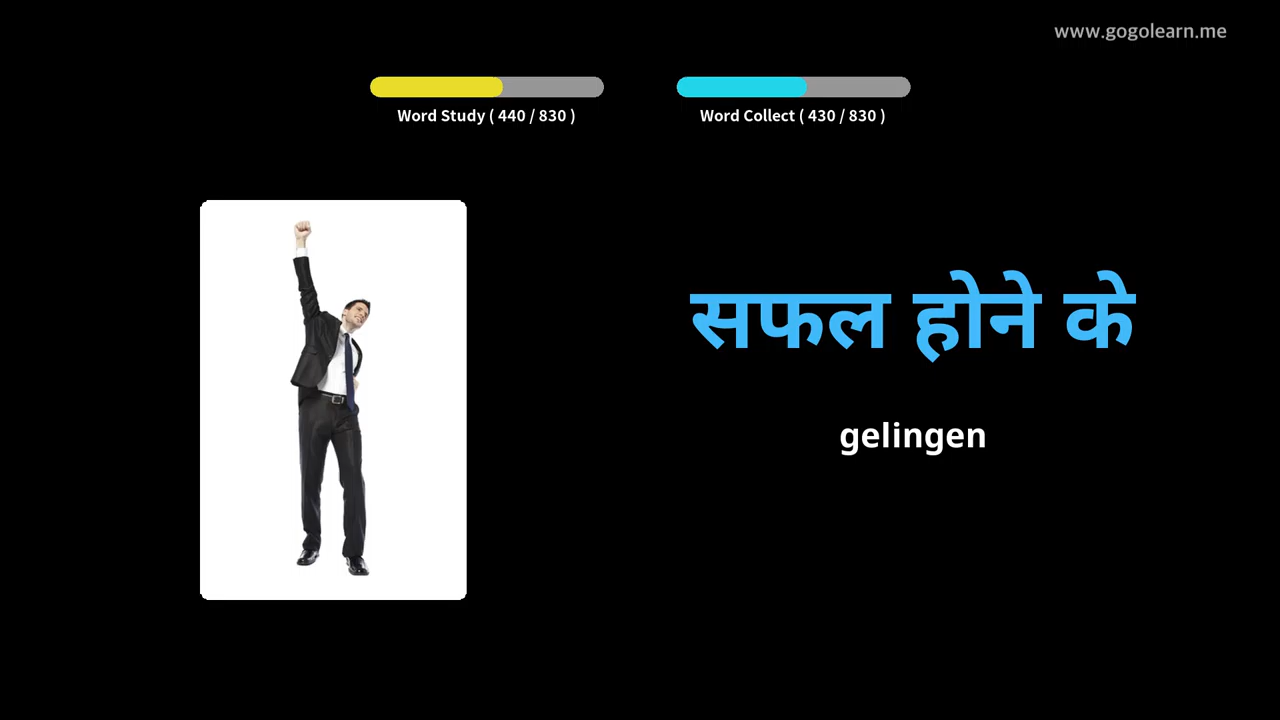 www.gogolearn.me
Word Study ( 440 / 830 )
Word Collect ( 430 / 830 )
सफल होने के
gelingen